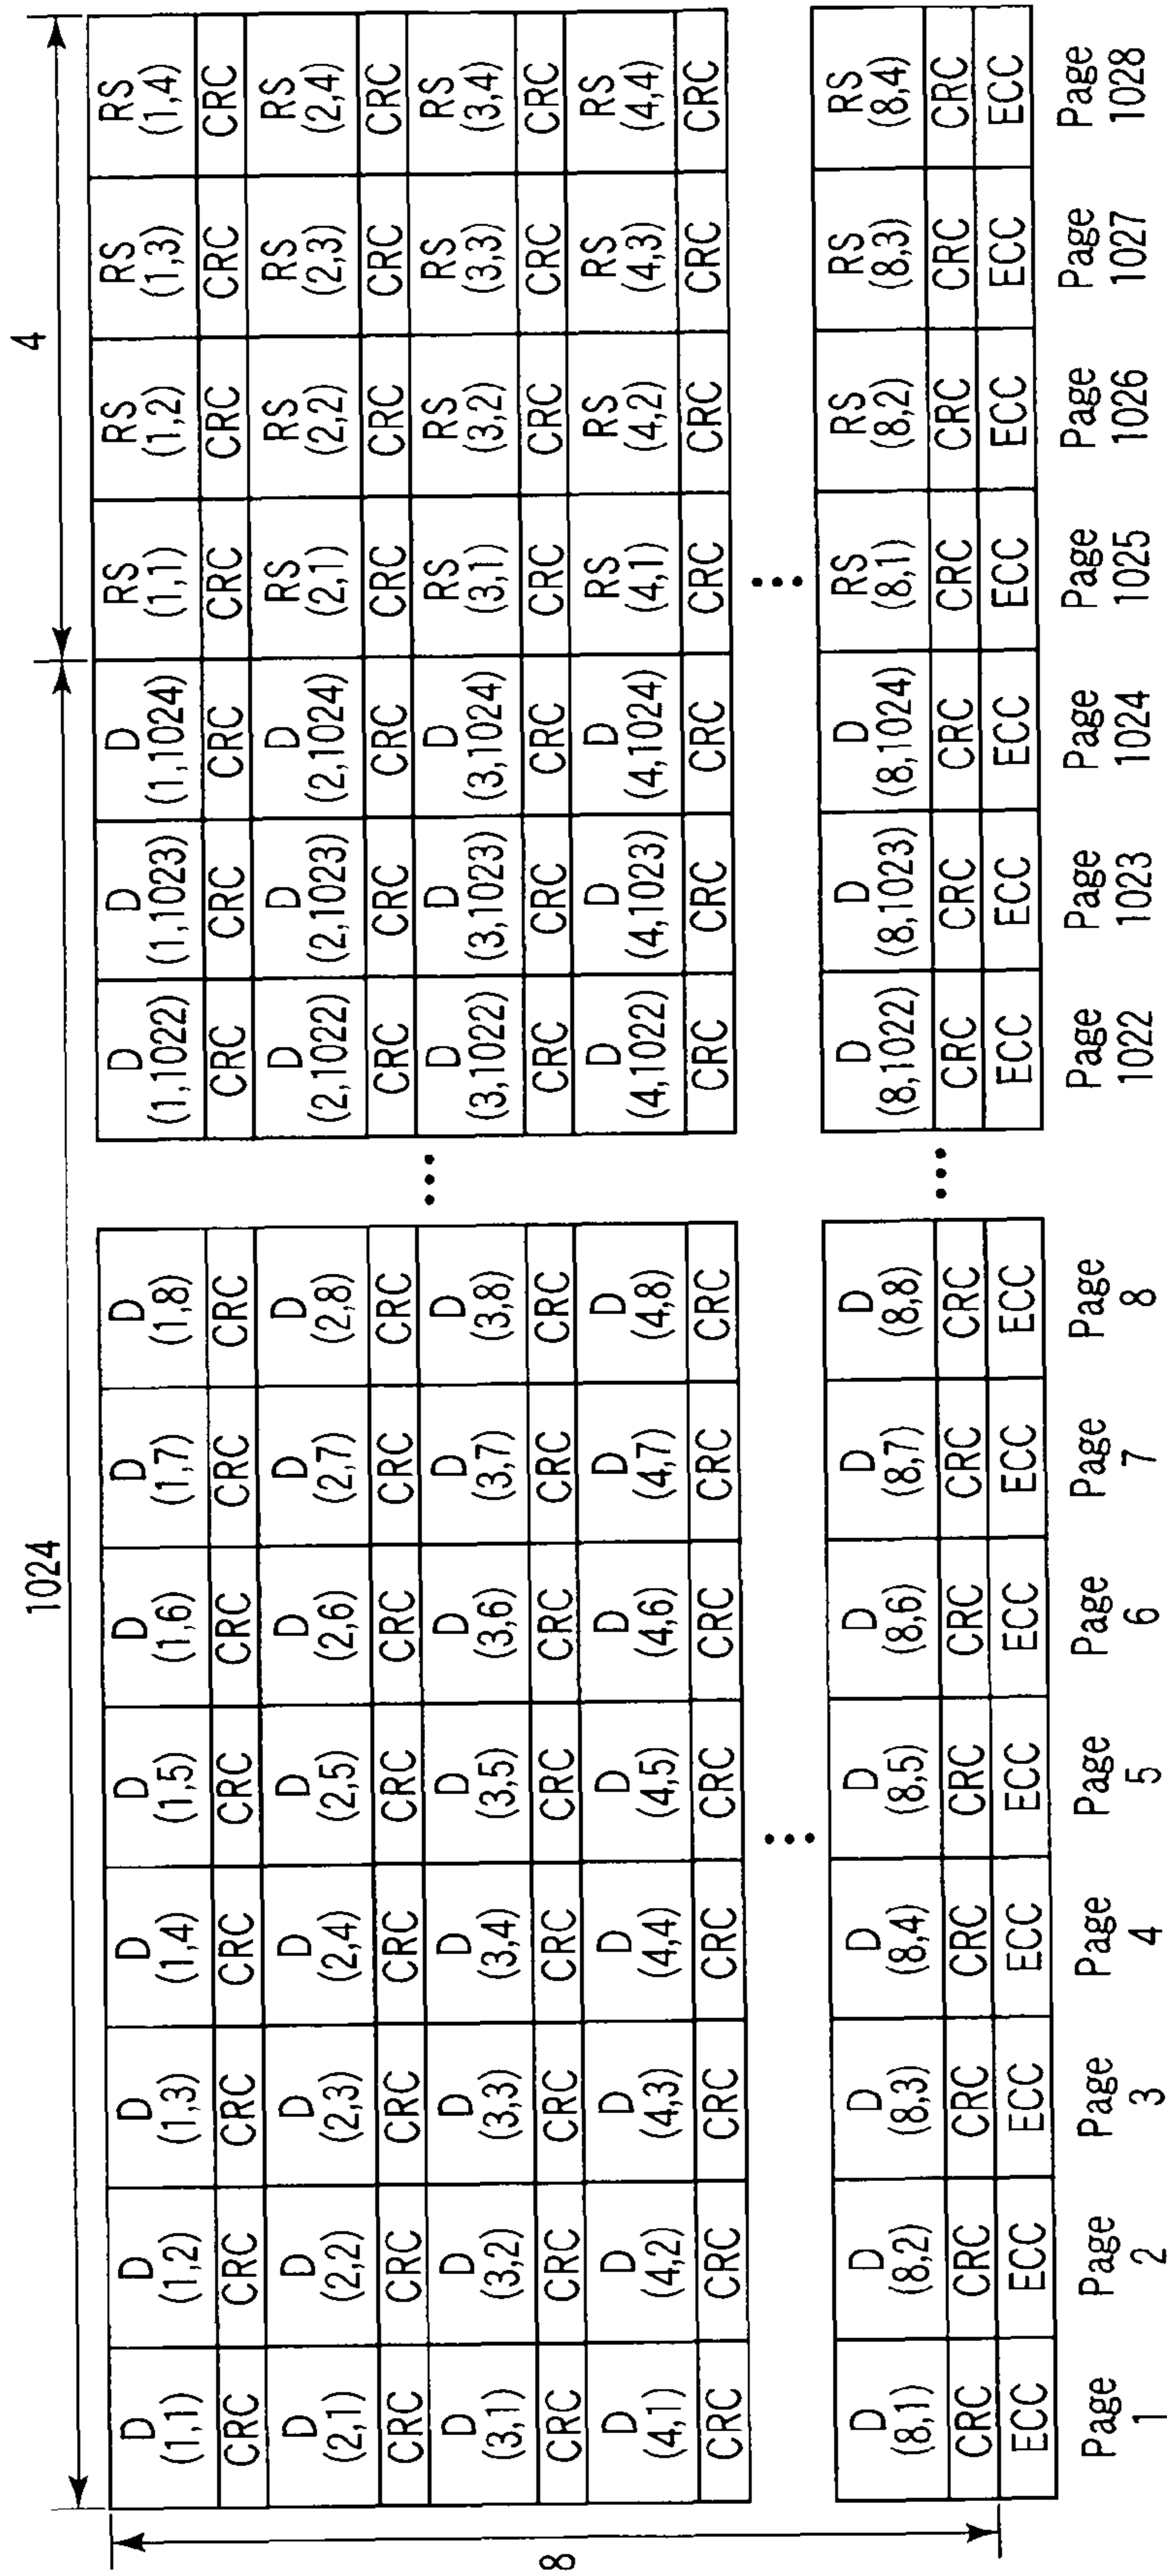 1024 4
D D D D D D D D D D D RS RS RS RS
(1,1) (1,2) (1,3) (1,4) (1,5) (1,6) (1,7) (1,8) (1,1022) (1,1023) (1,1024) (1,1) (1,2) (1,3) (1,4)
CRC CRC CRC CRC CRC CRC CRC CRC CRC CRC CRC CRC CRC CRC CRC
D D D D D D D D ... D D D RS RS RS RS
(2,1) (2,2) (2,3) (2,4) (2,5) (2,6) (2,7) (2,8) (2,1022) (2,1023) (2,1024) (2,1) (2,2) (2,3) (2,4)
CRC CRC CRC CRC CRC CRC CRC CRC CRC CRC CRC CRC CRC CRC CRC
D D D D D D D D D D D RS RS RS RS
(3,1) (3,2) (3,3) (3,4) (3,5) (3,6) (3,7) (3,8) ... (3,1022) (3,1023) (3,1024) (3,1) (3,2) (3,3) (3,4)
CRC CRC CRC CRC CRC CRC CRC CRC CRC CRC CRC CRC CRC CRC CRC
D D D D D D D D D D D RS RS RS RS
(4,1) (4,2) (4,3) (4,4) (4,5) (4,6) (4,7) (4,8) (4,1022) (4,1023) (4,1024) (4,1) (4,2) (4,3) (4,4)
CRC CRC CRC CRC CRC CRC CRC CRC CRC CRC CRC CRC CRC CRC CRC
8
... ...
D D D D D D D D D D D RS RS RS RS
(8,1) (8,2) (8,3) (8,4) (8,5) (8,6) (8,7) (8,8) (8,1022) (8,1023) (8,1024) (8,1) (8,2) (8,3) (8,4)
CRC CRC CRC CRC CRC CRC CRC CRC ... CRC CRC CRC CRC CRC CRC CRC
ECC ECC ECC ECC ECC ECC ECC ECC ECC ECC ECC ECC ECC ECC ECC
Page Page Page Page Page Page Page Page Page Page Page Page Page Page Page
1 2 3 4 5 6 7 8 1022 1023 1024 1025 1026 1027 1028